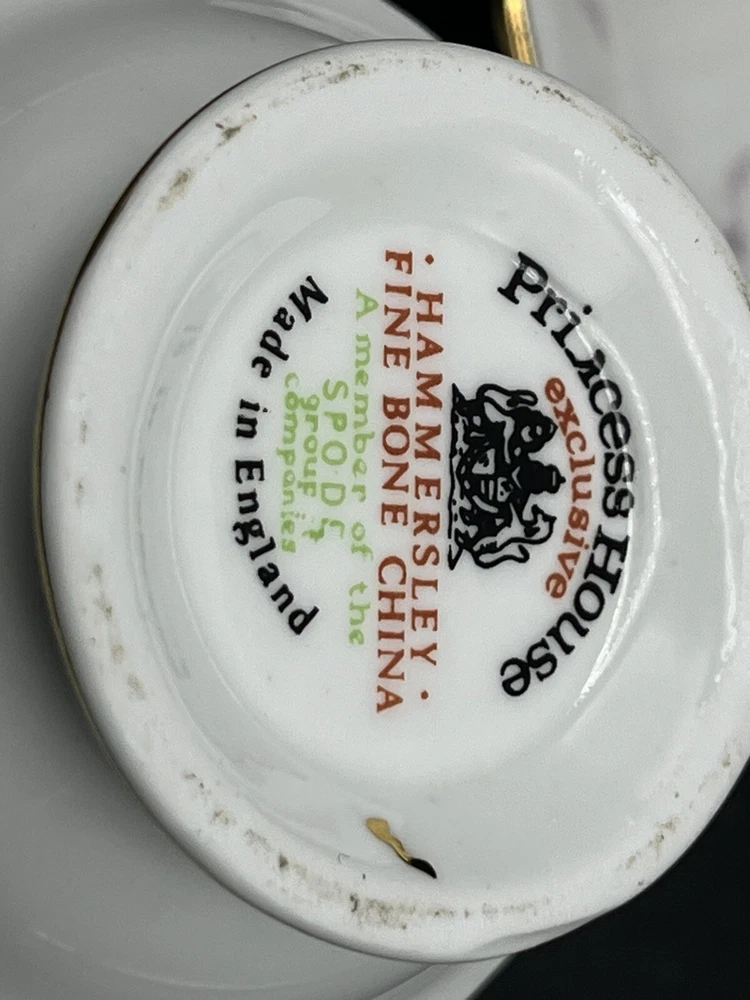 Princess House
exclusive
· HAMMERSLEY ·
FINE BONE CHINA
A member of the
SPODE
group of
companies
Made in England